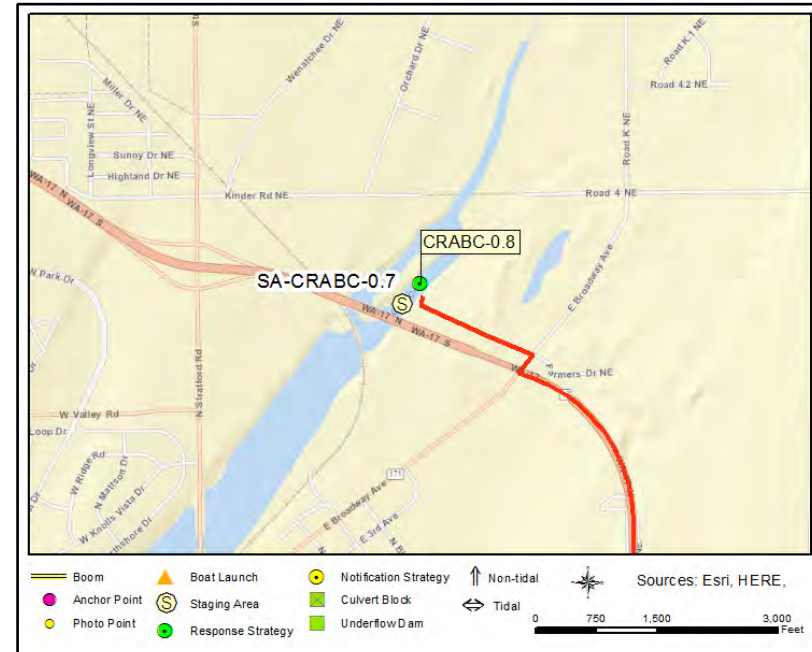 Wenatchee Dr NE
Orchard Dr NE
Road K.1 NE
Road 4.2 NE
Miller Dr NE
Longview St NE
Sunny Dr NE
Highland Dr NE
Road K NE
Kinder Rd NE
Road 4 NE
WA-17 N
WA-17 S
CRABC-0.8
SA-CRABC-0.7
S
WA-17 N
WA-17 S
E Broadway Ave
W Park Dr
N Stratford Rd
W Valley Rd
Loop Dr
W Ridge Rd
N Mattson Dr
W Knolls Vista Dr
171
E Broadway Ave
E 3rd Ave
Boom
Boat Launch
Notification Strategy
Non-tidal
Sources: Esri, HERE,
Anchor Point
S
Staging Area
Culvert Block
Tidal
Photo Point
Response Strategy
Underflow Dam
0 750 1,500 3,000
Feet